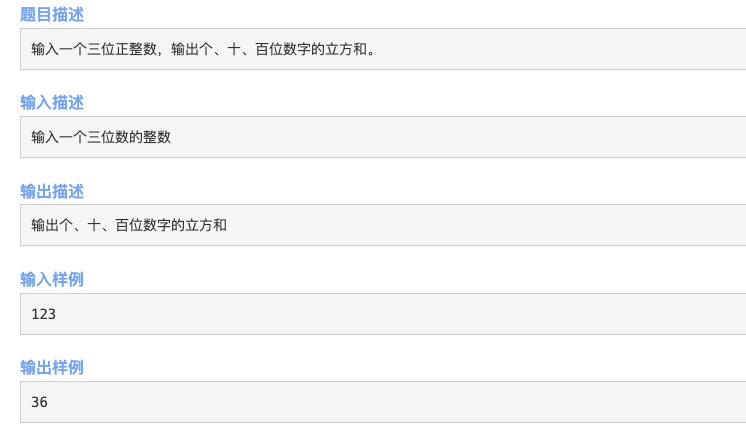 题目描述
输入一个三位正整数，输出个、十、百位数字的立方和。
输入描述
输入一个三位数的整数
输出描述
输出个、十、百位数字的立方和
输入样例
123
输出样例
36